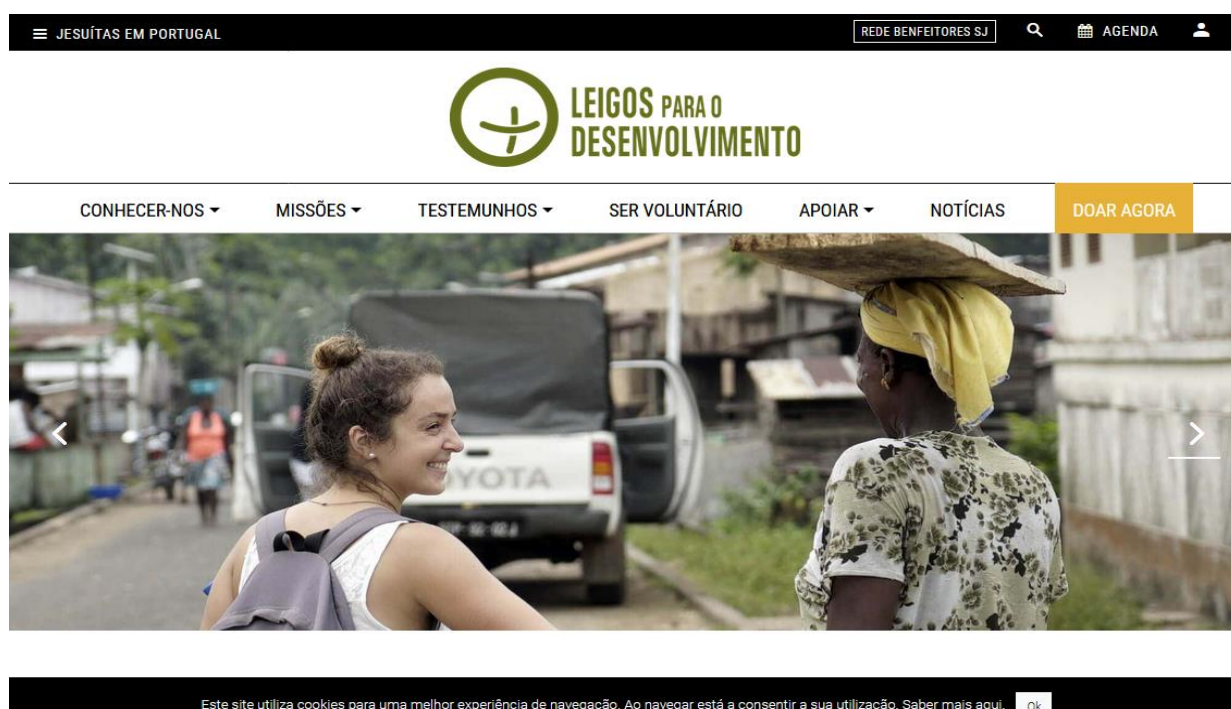 JESUÍTAS EM PORTUGAL
REDE BENFEITORES SJ
AGENDA
LEIGOS PARA O
DESENVOLVIMENTO
CONHECER-NOS
MISSÕES
TESTEMUNHOS
SER VOLUNTÁRIO
APOIAR
NOTÍCIAS
DOAR AGORA
TOYOTA
Este site utiliza cookies para uma melhor experiência de navegação. Ao navegar está a consentir a sua utilização. Saber mais aqui.
Ok